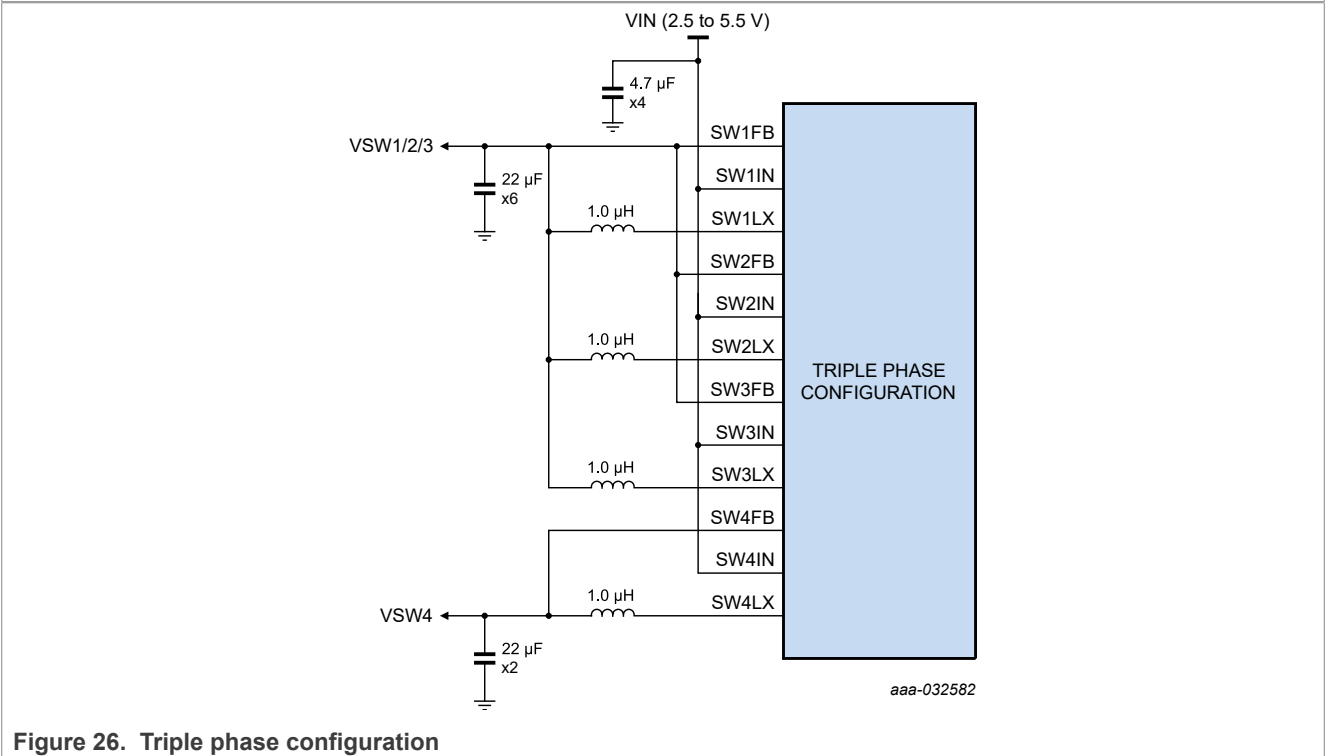 VIN (2.5 to 5.5 V)
4.7 µF
x4
SW1FB
VSW1/2/3
SW1IN
22 µF
x6
1.0 µH
SW1LX
SW2FB
SW2IN
1.0 µH
SW2LX
TRIPLE PHASE
CONFIGURATION
SW3FB
SW3IN
1.0 µH
SW3LX
SW4FB
SW4IN
1.0 µH
SW4LX
VSW4
22 µF
x2
aaa-032582
Figure 26. Triple phase configuration